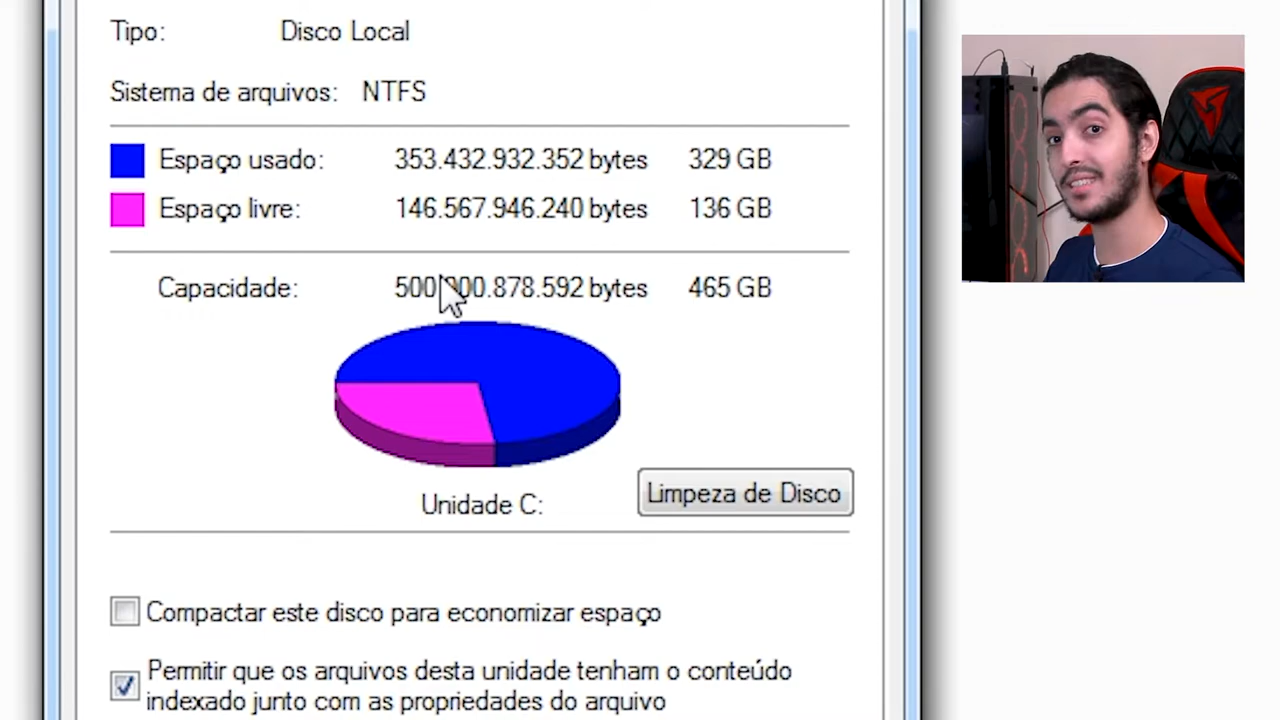 Tipo: Disco Local
Sistema de arquivos: NTFS
Espaço usado: 353.432.932.352 bytes 329 GB
Espaço livre: 146.567.946.240 bytes 136 GB
Capacidade: 500.000.878.592 bytes 465 GB
Unidade C:
Limpeza de Disco
Compactar este disco para economizar espaço
Permitir que os arquivos desta unidade tenham o conteúdo
indexado junto com as propriedades do arquivo